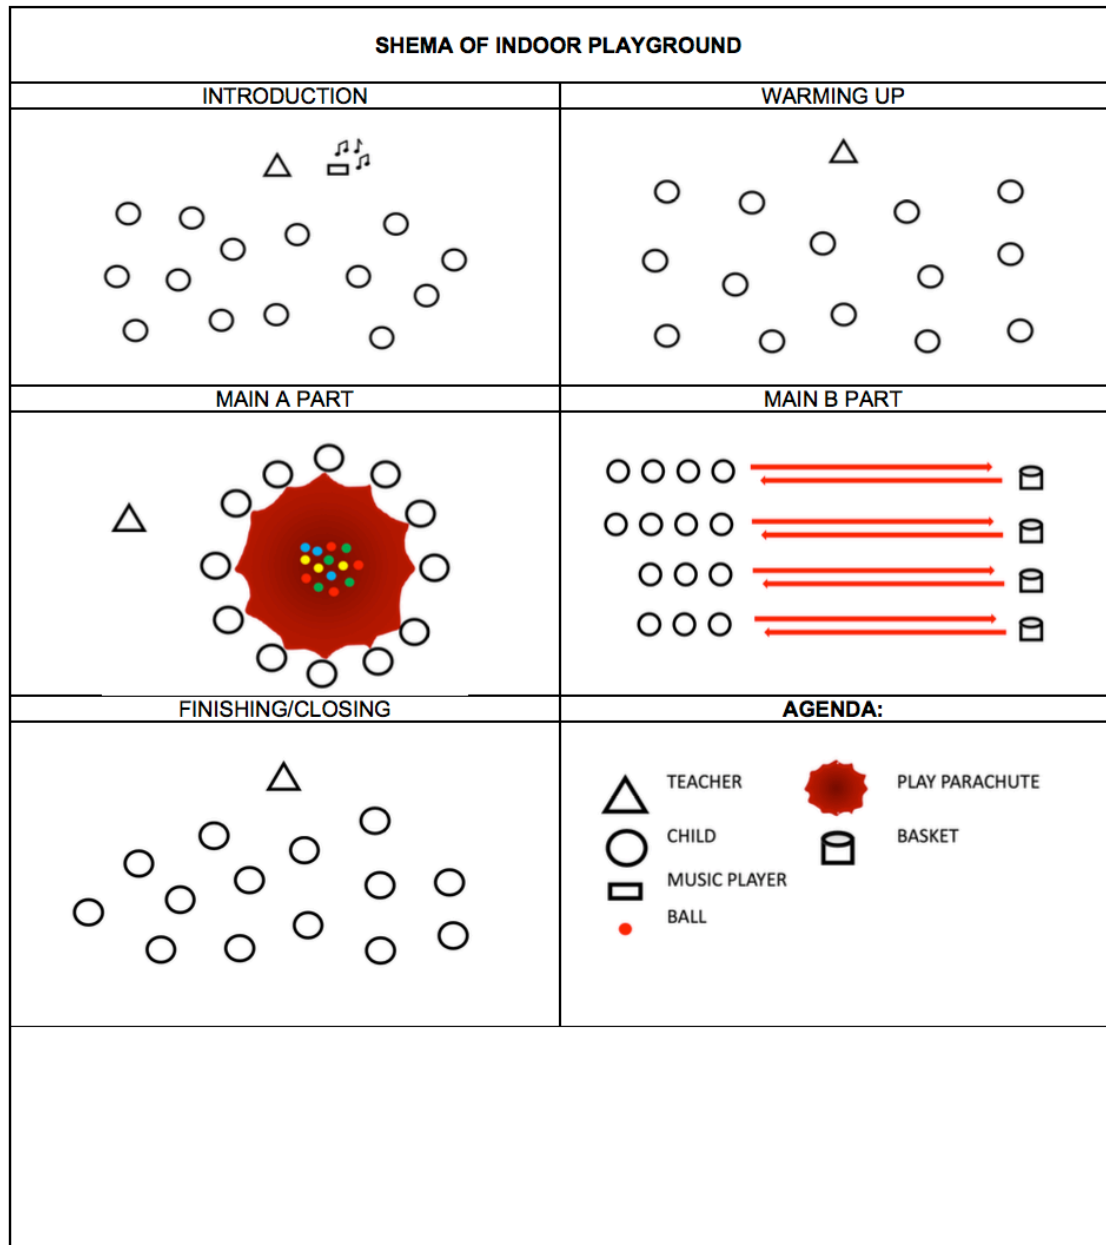 SHEMA OF INDOOR PLAYGROUND
INTRODUCTION
WARMING UP
MAIN A PART
MAIN B PART
FINISHING/CLOSING
AGENDA:
TEACHER
PLAY PARACHUTE
CHILD
BASKET
MUSIC PLAYER
BALL